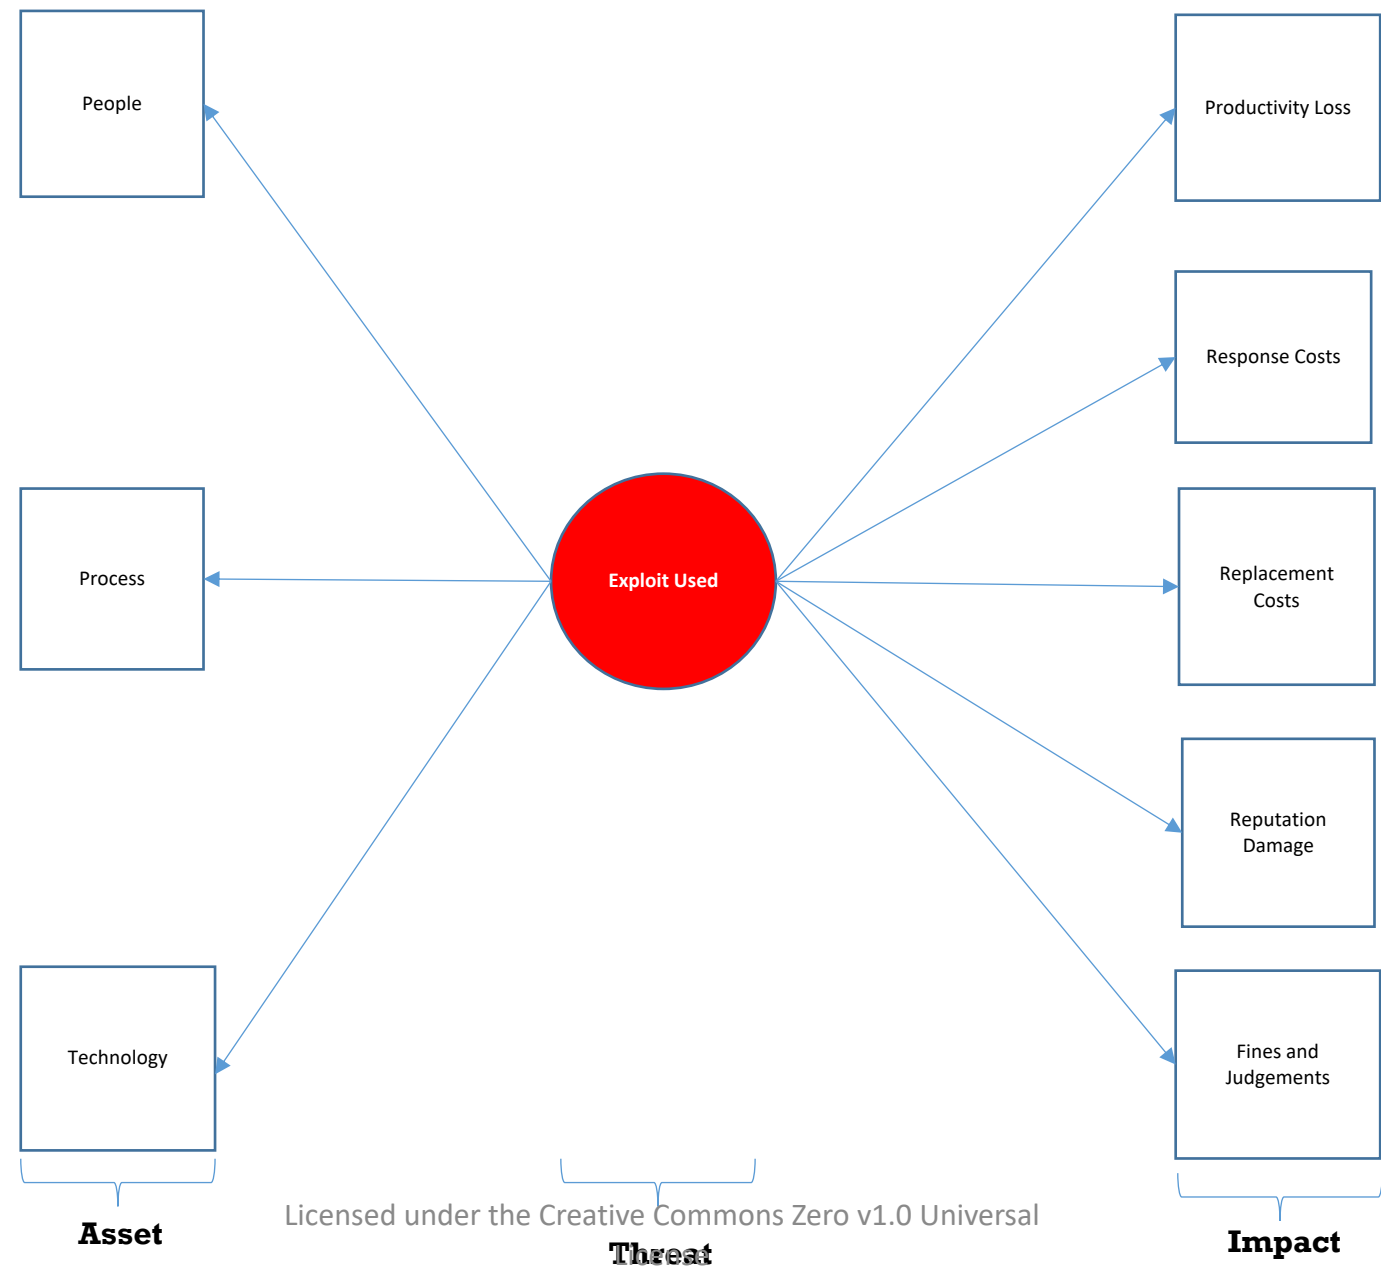 People
Process
Technology
Exploit Used
Productivity Loss
Response Costs
Replacement
Costs
Reputation
Damage
Fines and
Judgements
Asset
Licensed under the Creative Commons Zero v1.0 Universal
License
Threat
Impact